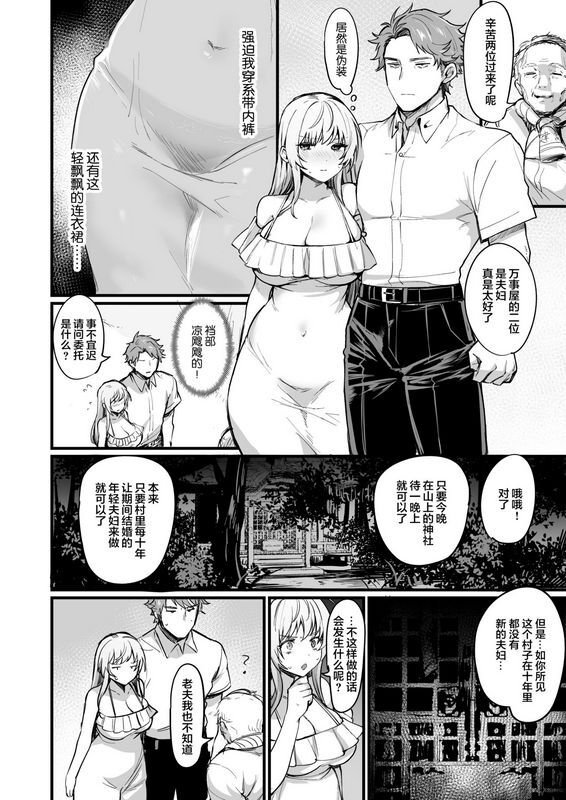 辛苦两位过来了呢
居然是伪装
强迫我穿系带内裤
还有这
轻飘飘的连衣裙……
万事屋的二位
是夫妇
真是太好了
裆部
凉飕飕的！
事不宜迟
请问委托
是什么？
哦哦！
对了
只要今晚
在山上的神社
待一晚上
就可以了
本来
只要村里每十年
让期间结婚的
年轻夫妇来做
就可以了
但是…如你所见
这个村子在十年里
都没有
新的夫妇…
…不这样做的话
会发生什么呢？
?
老夫我也不知道